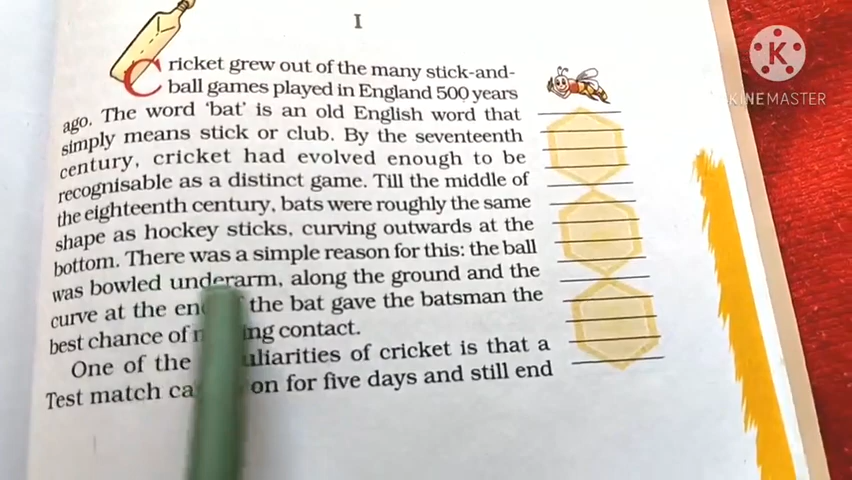 I
Cricket grew out of the many stick-and-
ball games played in England 500 years
ago. The word 'bat' is an old English word that
simply means stick or club. By the seventeenth
century, cricket had evolved enough to be
recognisable as a distinct game. Till the middle of
the eighteenth century, bats were roughly the same
shape as hockey sticks, curving outwards at the
bottom. There was a simple reason for this: the ball
was bowled underarm, along the ground and the
curve at the end the bat gave the batsman the
best chance of contact.
One of the is that a
Test match on for five days and still end
K
KINEMASTER